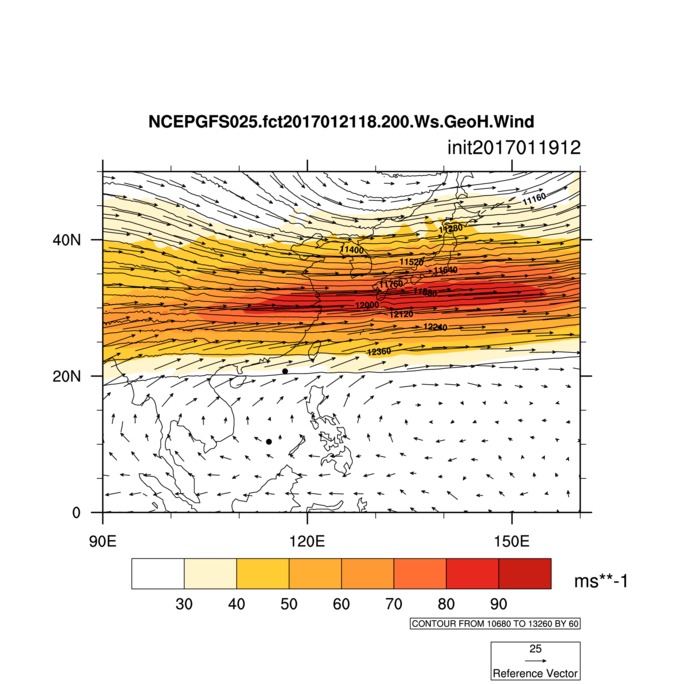 NCEPGFS025.fct2017012118.200.Ws.GeoH.Wind
init2017011912
11160
11280
40N
11400
11520
11640
11760
11880
12000
12120
12240
12360
20N
0
90E 120E 150E
30 40 50 60 70 80 90 ms**-1
CONTOUR FROM 10680 TO 13260 BY 60
25
Reference Vector